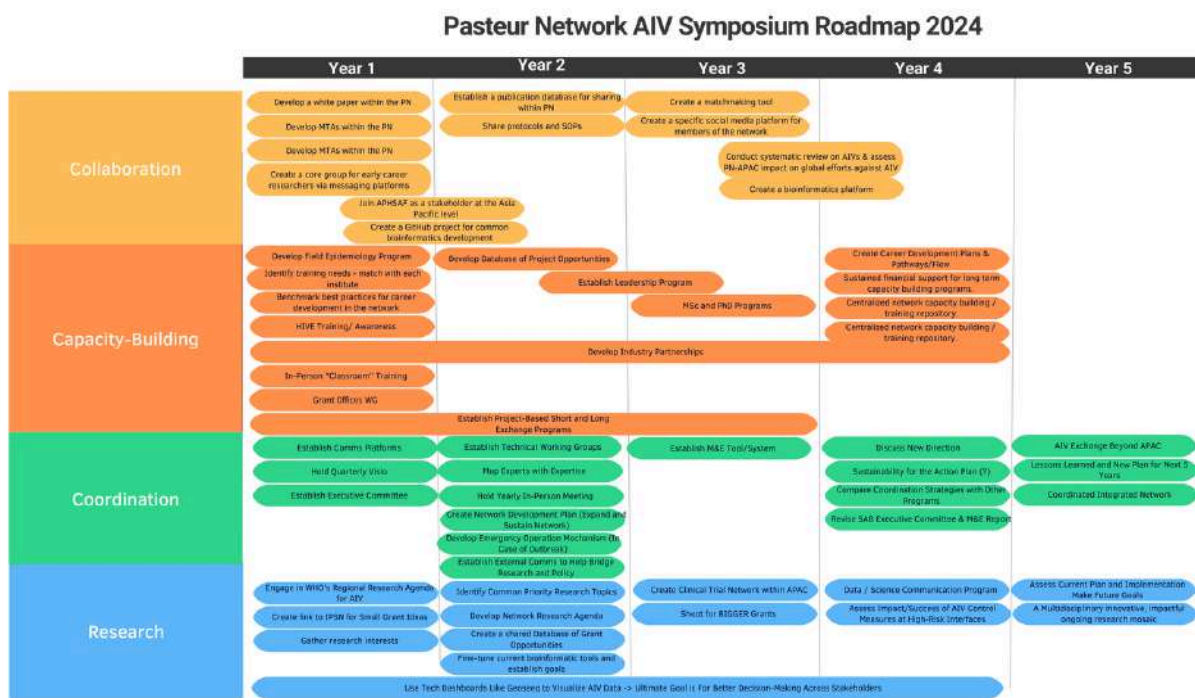 Pasteur Network AIV Symposium Roadmap 2024
Year 1
Year 2
Year 3
Year 4
Year 5
Collaboration
Develop a white paper within the PN
Develop MTAs within the PN
Develop MTAs within the PN
Create a core group for early career
researchers via messaging platforms
Join APHSAF as a stakeholder at the Asia
Pacific level
Create a GitHub project for common
bioinformatics development
Establish a publication database for sharing
within PN
Share protocols and SOPs
Create a matchmaking tool
Create a specific social media platform for
members of the network
Conduct systematic review on AIVs & assess
PN-APAC impact on global efforts against AIV
Create a bioinformatics platform
Capacity-Building
Develop Field Epidemiology Program
Identify training needs - match with each
institute
Benchmark best practices for career
development in the network
HIVE Training/ Awareness
Develop Industry Partnerships
In-Person "Classroom" Training
Grant Offices WG
Establish Project-Based Short and Long
Exchange Programs
Develop Database of Project Opportunities
Establish Leadership Program
MSc and PhD Programs
Create Career Development Plans &
Pathways/Flow
Sustained financial support for long term
capacity building programs.
Centralized network capacity building /
training repository.
Centralized network capacity building /
training repository.
Coordination
Establish Comms Platforms
Hold Quarterly Visio
Establish Executive Committee
Establish Technical Working Groups
Map Experts with Expertise
Hold Yearly In-Person Meeting
Create Network Development Plan (Expand and
Sustain Network)
Develop Emergency Operation Mechanism (In
Case of Outbreak)
Establish External Comms to Help Bridge
Research and Policy
Establish M&E Tool/System
Discuss New Direction
Sustainability for the Action Plan (?)
Compare Coordination Strategies with Other
Programs
Revise SAB Executive Committee & M&E Report
AIV Exchange Beyond APAC
Lessons Learned and New Plan for Next 5
Years
Coordinated Integrated Network
Research
Engage in WHO's Regional Research Agenda
for AIV
Create link to IPSN for Small Grant Ideas
Gather research interests
Identify Common Priority Research Topics
Develop Network Research Agenda
Create a shared Database of Grant
Opportunities
Fine-tune current bioinformatic tools and
establish goals
Create Clinical Trial Network within APAC
Shoot for BIGGER Grants
Data / Science Communication Program
Assess Impact/Success of AIV Control
Measures at High-Risk Interfaces
Assess Current Plan and Implementation
Make Future Goals
A Multidisciplinary innovative, impactful
ongoing research mosaic
Use Tech Dashboards Like Geoseeq to Visualize AIV Data -> Ultimate Goal is For Better Decision-Making Across Stakeholders